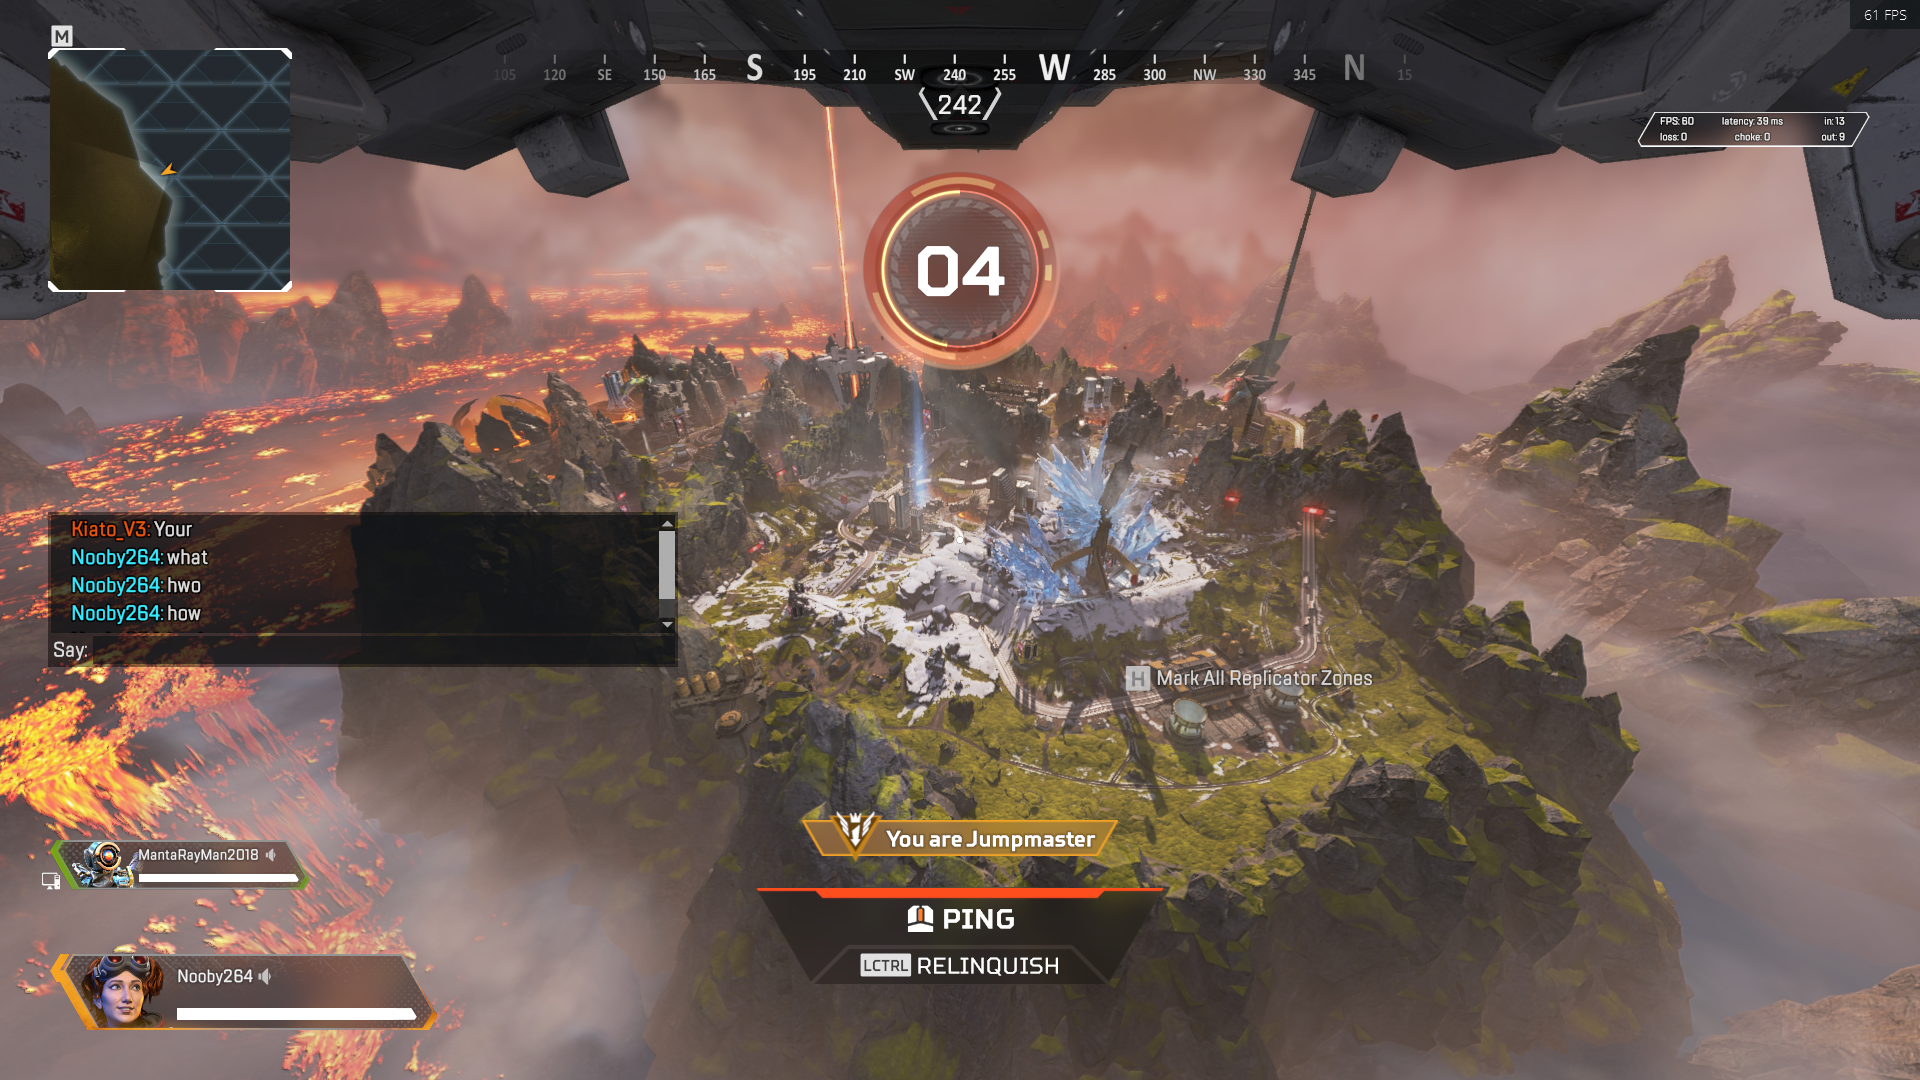 61 FPS
M
105 120 SE 150 165 S 195 210 SW 240 255 W 285 300 NW 330 345 N 15
242
FPS: 60 latency: 39 ms in: 13
loss: 0 choke: 0 out: 9
04
Kiato_V3: Your
Nooby264: what
Nooby264: hwo
Nooby264: how
Say:
H Mark All Replicator Zones
You are Jumpmaster
MantaRayMan2018
PING
LCTRL RELINQUISH
Nooby264